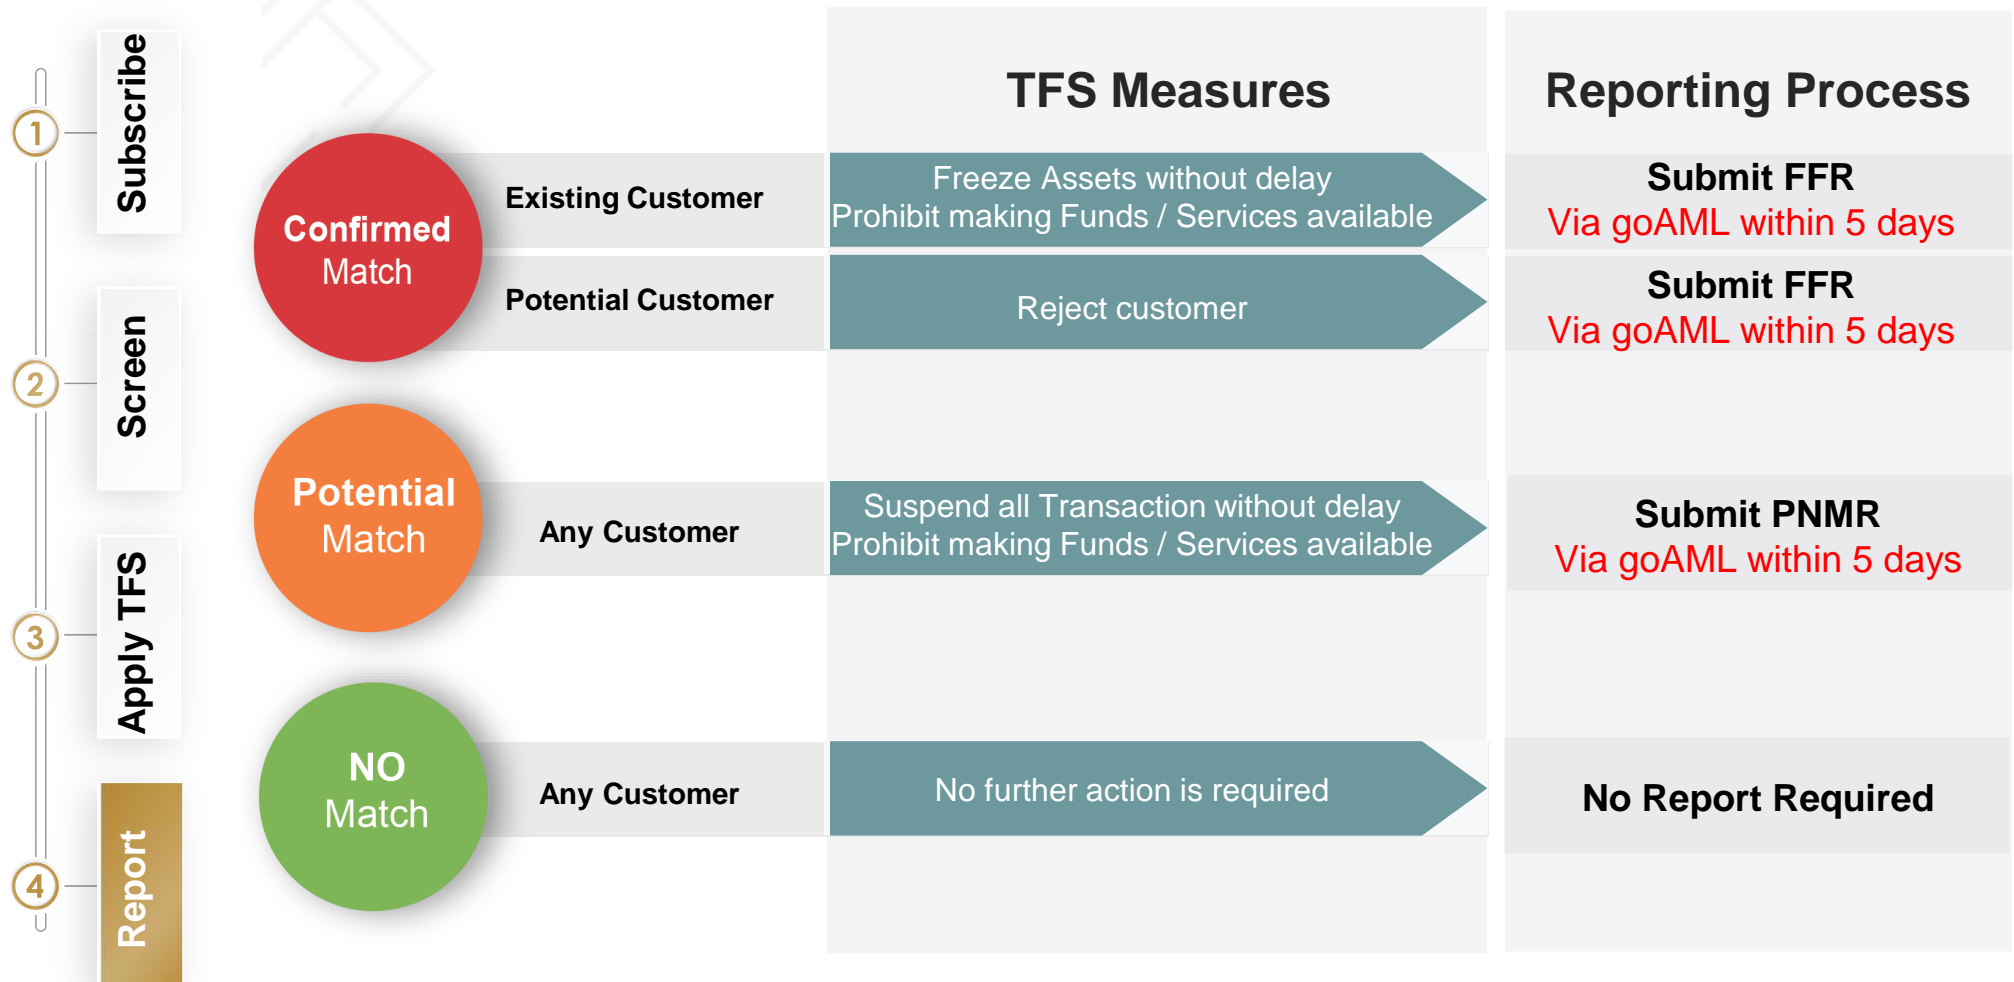 1
Subscribe
2
Screen
3
Apply TFS
4
Report
TFS Measures
Reporting Process
Confirmed
Match
Existing Customer
Freeze Assets without delay
Prohibit making Funds / Services available
Submit FFR
Via goAML within 5 days
Potential Customer
Reject customer
Submit FFR
Via goAML within 5 days
Potential
Match
Any Customer
Suspend all Transaction without delay
Prohibit making Funds / Services available
Submit PNMR
Via goAML within 5 days
NO
Match
Any Customer
No further action is required
No Report Required